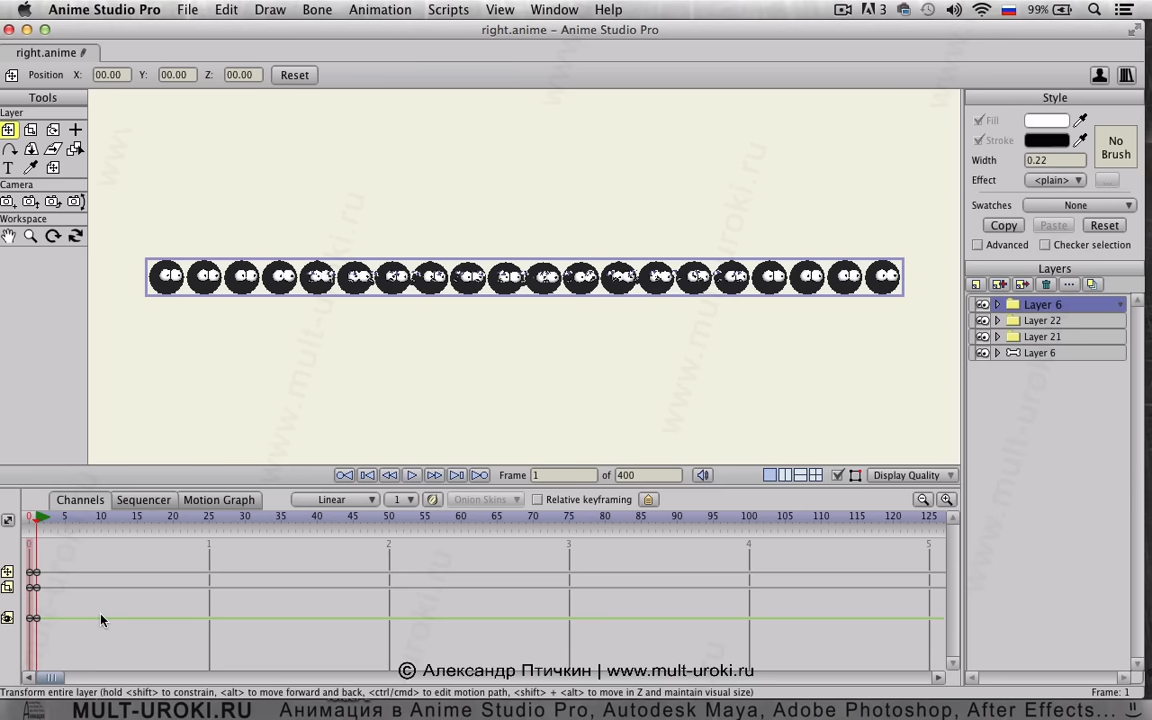 Anime Studio Pro File Edit Draw Bone Animation Scripts View Window Help 3 99%
right.anime – Anime Studio Pro
right.anime
Position X: 00.00 Y: 00.00 Z: 00.00 Reset
Tools
Layer
T
Camera
Workspace
Style
Fill
Stroke
No Brush
Width 0.22
Effect <plain>
Swatches None
Copy Paste Reset
Advanced Checker selection
Layers
Layer 6
Layer 22
Layer 21
Layer 6
Frame 1 of 400 Display Quality
Channels Sequencer Motion Graph Linear 1 Onion Skins Relative keyframing
0 5 10 15 20 25 30 35 40 45 50 55 60 65 70 75 80 85 90 95 100 105 110 115 120 125
0 1 2 3 4 5
© Александр Птичкин | www.mult-uroki.ru
Transform entire layer (hold <shift> to constrain, <alt> to move forward and back, <ctrl/cmd> to edit motion path, <shift> + <alt> to move in Z and maintain visual size) Frame: 1
MULT-UROKI.RU Анимация в Anime Studio Pro, Autodesk Maya, Adobe Photoshop, After Effects...